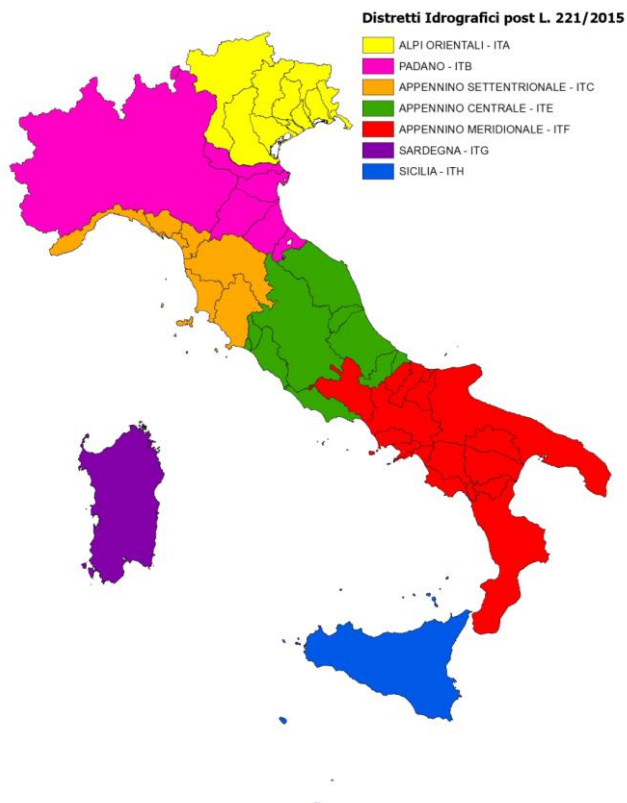 Distretti Idrografici post L. 221/2015
ALPI ORIENTALI - ITA
PADANO - ITB
APPENNINO SETTENTRIONALE - ITC
APPENNINO CENTRALE - ITE
APPENNINO MERIDIONALE - ITF
SARDEGNA - ITG
SICILIA - ITH